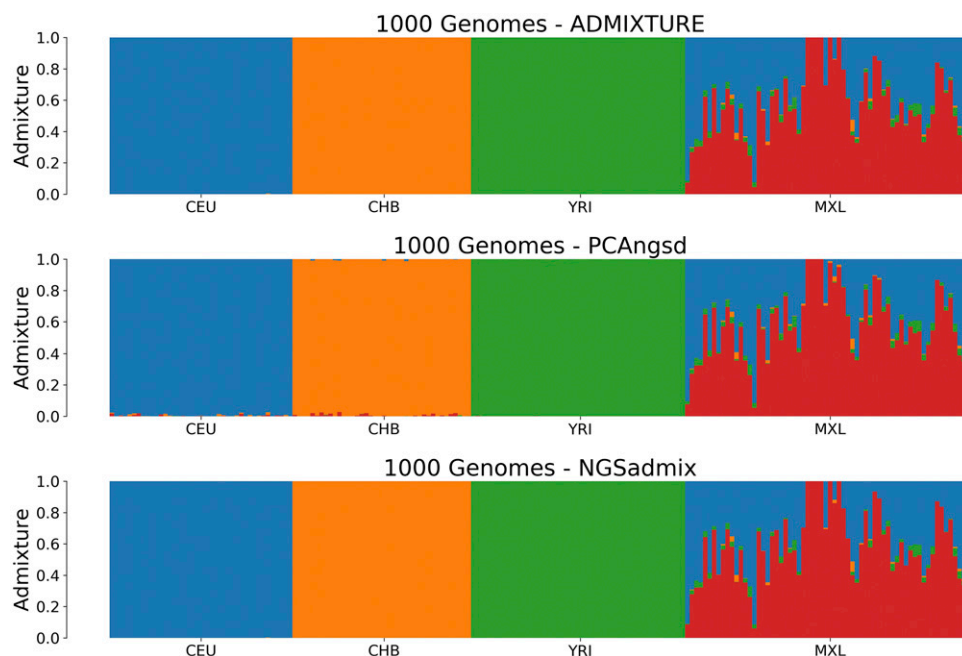 1000 Genomes - ADMIXTURE
1.0
0.8
0.6
0.4
0.2
0.0
Admixture
CEU CHB YRI MXL
1000 Genomes - PCAngsd
1.0
0.8
0.6
0.4
0.2
0.0
Admixture
CEU CHB YRI MXL
1000 Genomes - NGSadmix
1.0
0.8
0.6
0.4
0.2
0.0
Admixture
CEU CHB YRI MXL